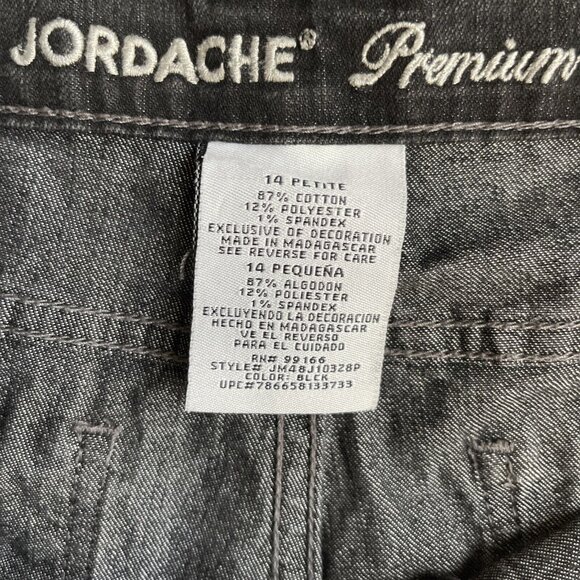 JORDACHE® Premium
14 PETITE
87% COTTON
12% POLYESTER
1% SPANDEX
EXCLUSIVE OF DECORATION
MADE IN MADAGASCAR
SEE REVERSE FOR CARE
14 PEQUEÑA
87% ALGODON
12% POLIESTER
1% SPANDEX
EXCLUYENDO LA DECORACION
HECHO EN MADAGASCAR
VE EL REVERSO
PARA EL CUIDADO
RN# 99166
STYLE# JM48J10328P
COLOR: BLCK
UPC#786658133733